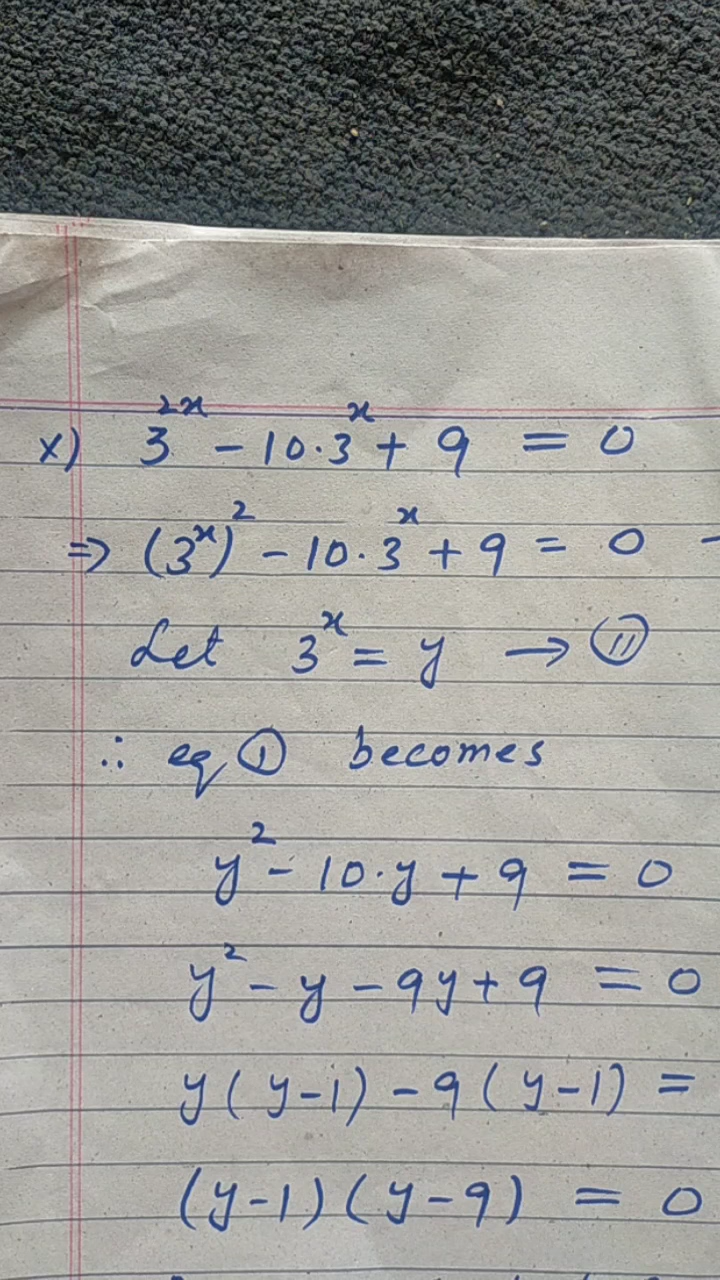 x) 3^{2x} - 10·3^x + 9 = 0
⇒ (3^x)^2 - 10·3^x + 9 = 0 -
Let 3^x = y → (II)
∴ eq (I) becomes
y^2 - 10·y + 9 = 0
y^2 - y - 9y + 9 = 0
y(y-1) - 9(y-1) =
(y-1)(y-9) = 0